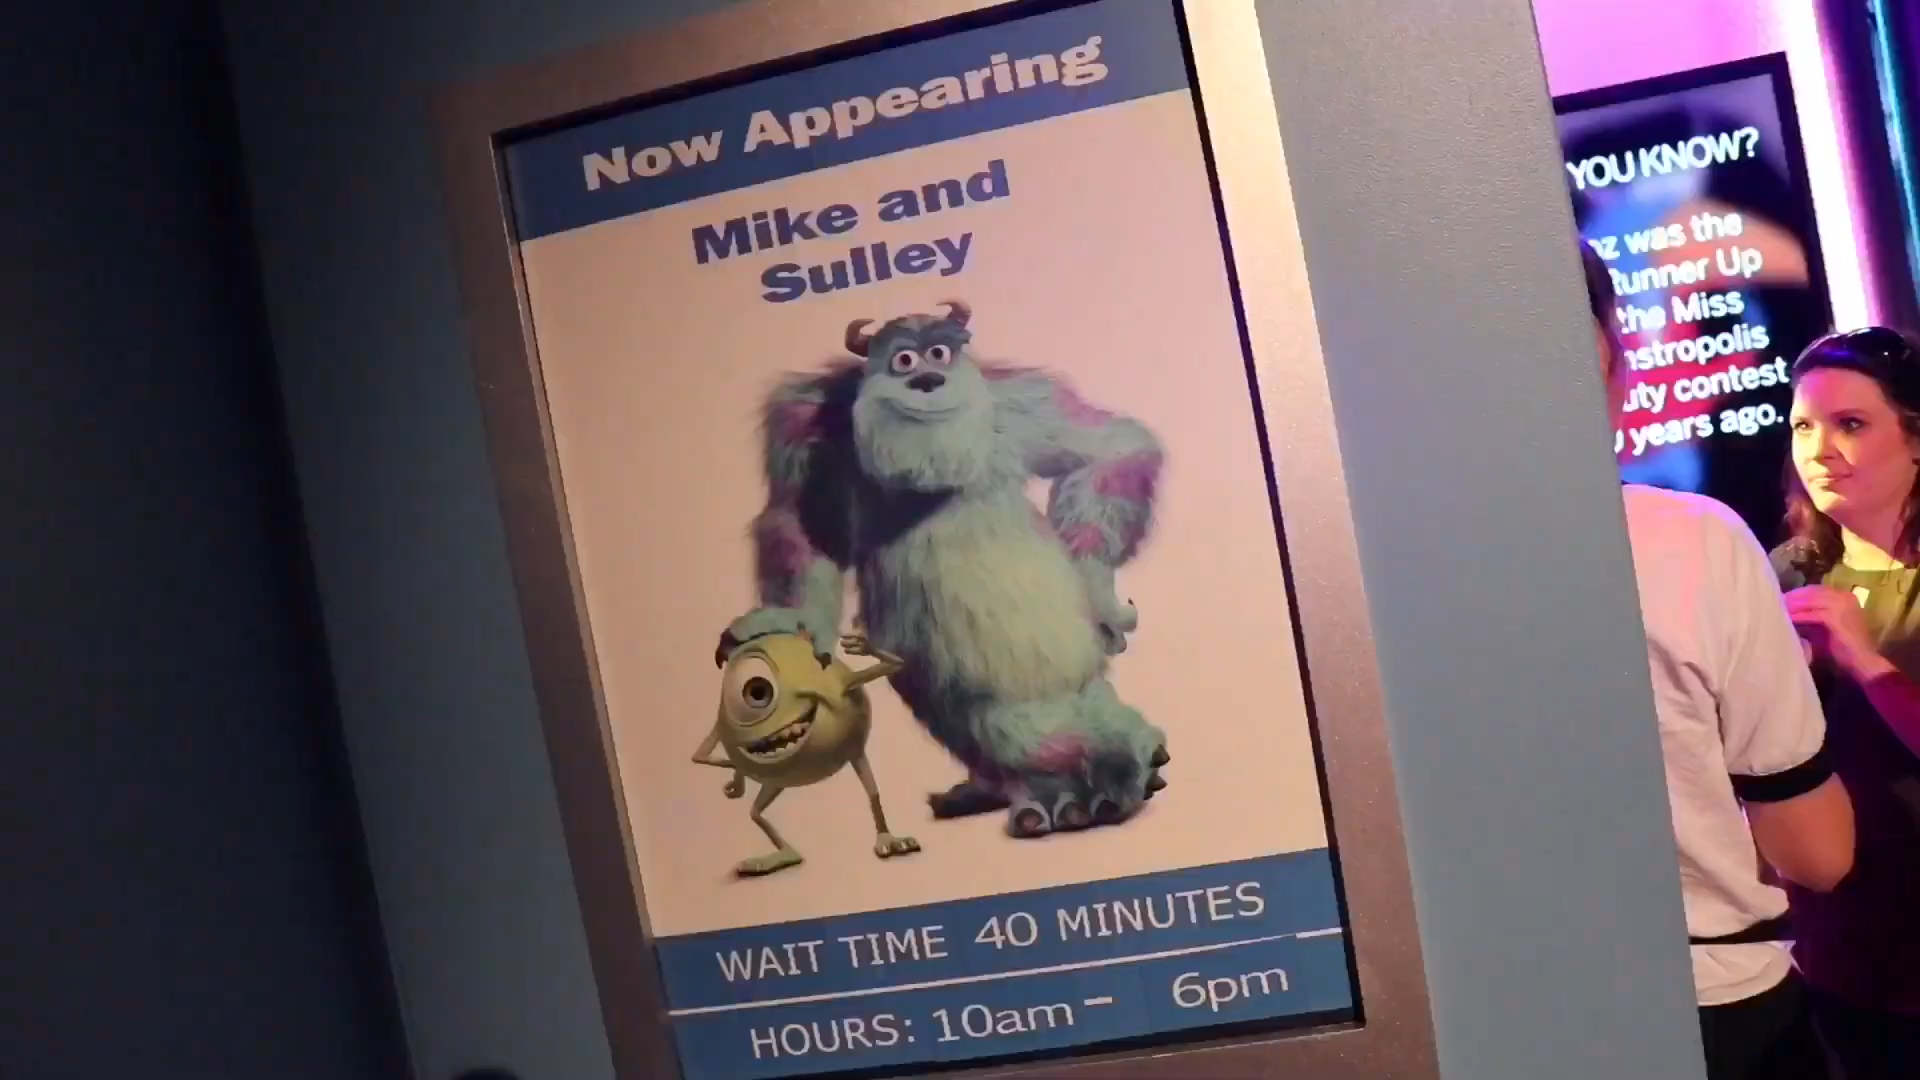 Now Appearing
Mike and
Sulley
WAIT TIME 40 MINUTES
HOURS: 10am - 6pm
YOU KNOW?
was the
Runner Up
the Miss
contest
years ago.